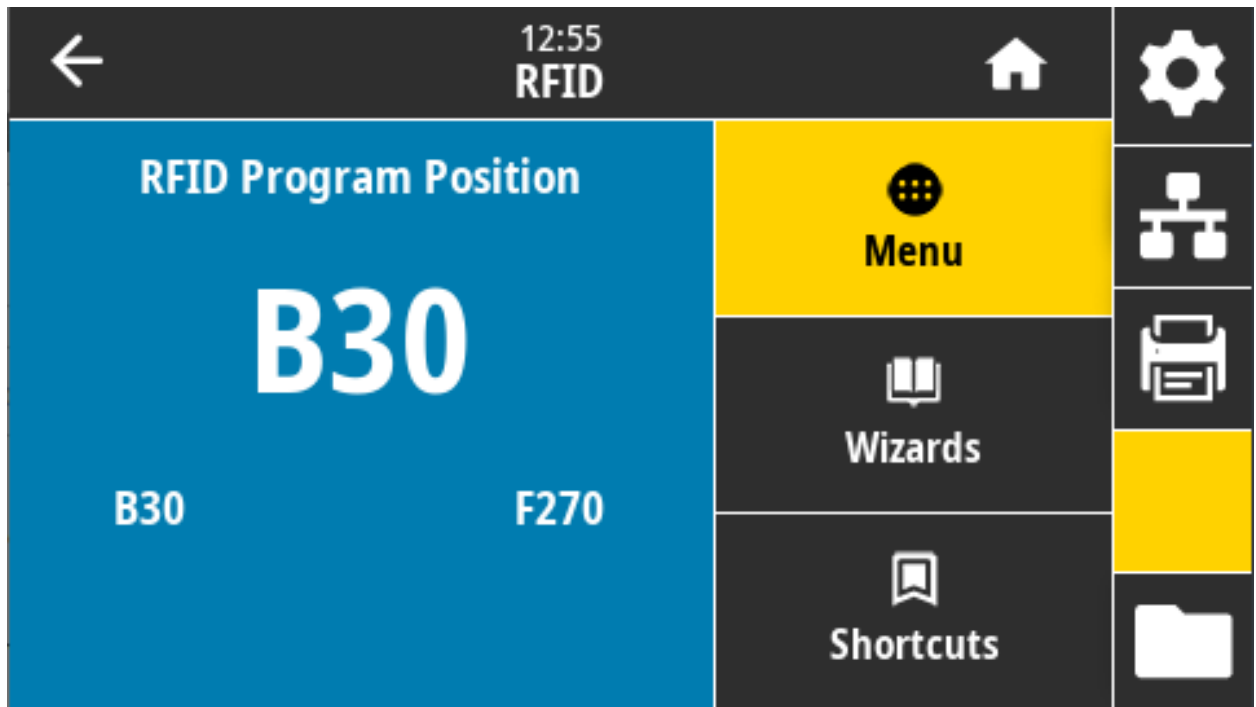 12:55
RFID
RFID Program Position
B30
B30 F270
Menu
Wizards
Shortcuts